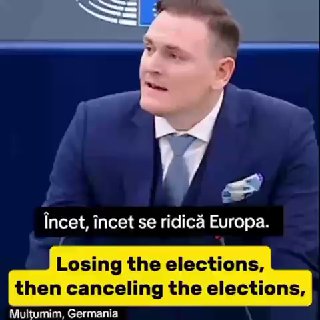 Încet, încet se ridică Europa.
Losing the elections,
then canceling the elections,
Mulțumim, Germania